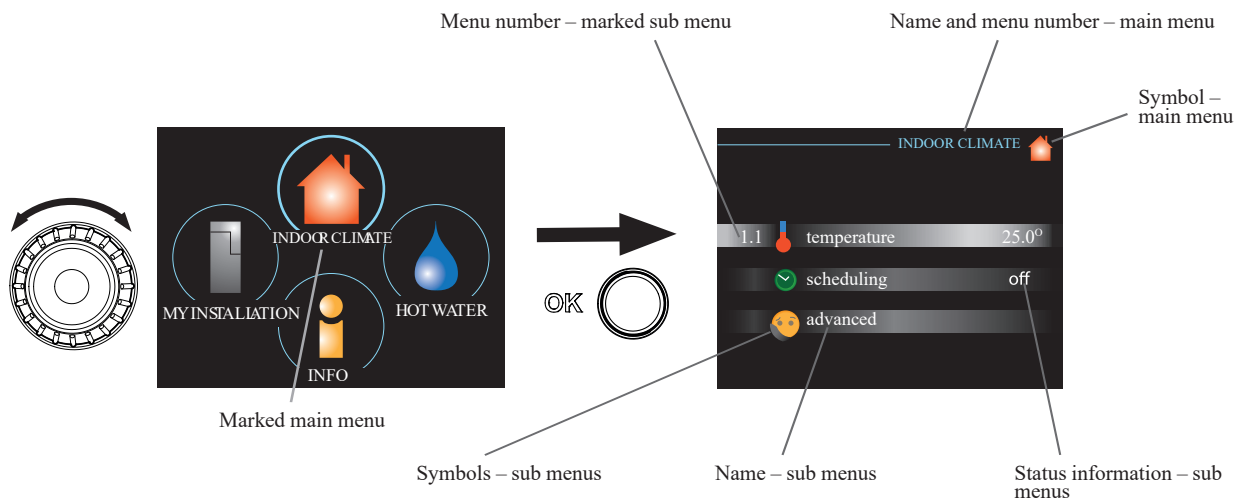 Menu number – marked sub menu
Name and menu number – main menu
Symbol –
main menu
INDOOR CLIMATE
MY INSTALLATION
HOT WATER
INFO
Marked main menu
OK
INDOOR CLIMATE
1.1 temperature 25.0°
scheduling off
advanced
Symbols – sub menus
Name – sub menus
Status information – sub
menus